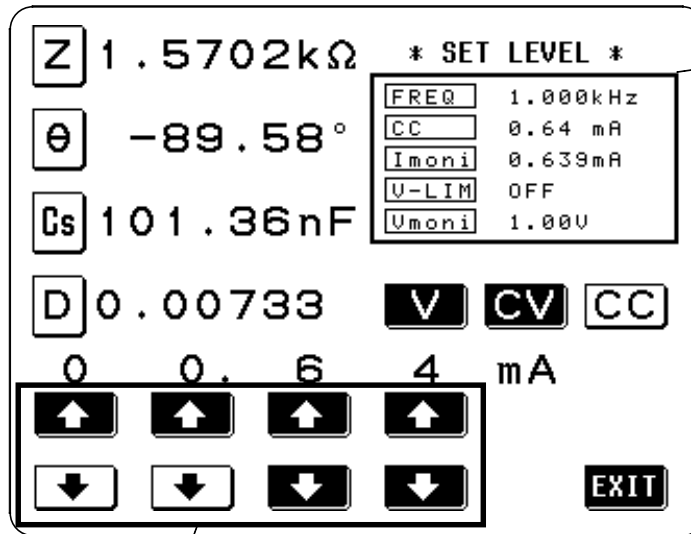 Z 1.5702kΩ
* SET LEVEL *
θ -89.58°
FREQ 1.000kHz
CC 0.64 mA
Imoni 0.639mA
V-LIM OFF
Vmoni 1.00V
Cs 101.36nF
D 0.00733
V CV CC
0 0. 6 4 mA
EXIT